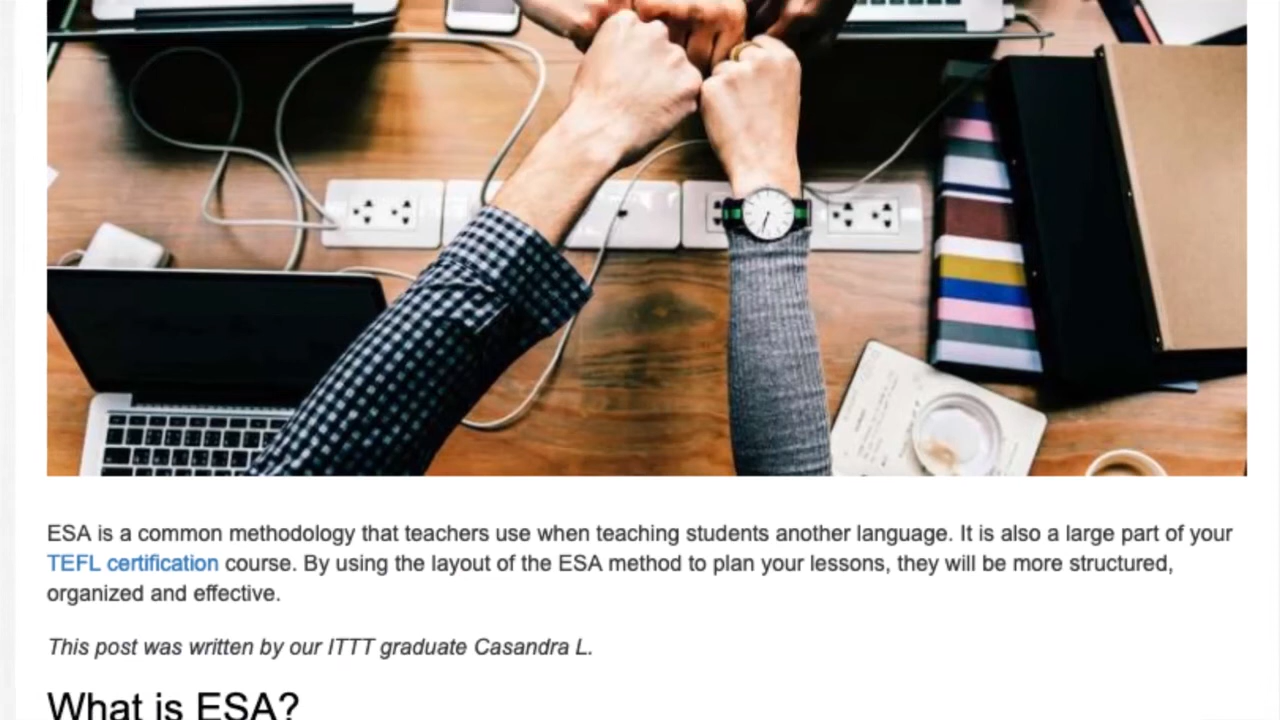 ESA is a common methodology that teachers use when teaching students another language. It is also a large part of your
TEFL certification course. By using the layout of the ESA method to plan your lessons, they will be more structured,
organized and effective.
This post was written by our ITTT graduate Casandra L.
What is ESA?